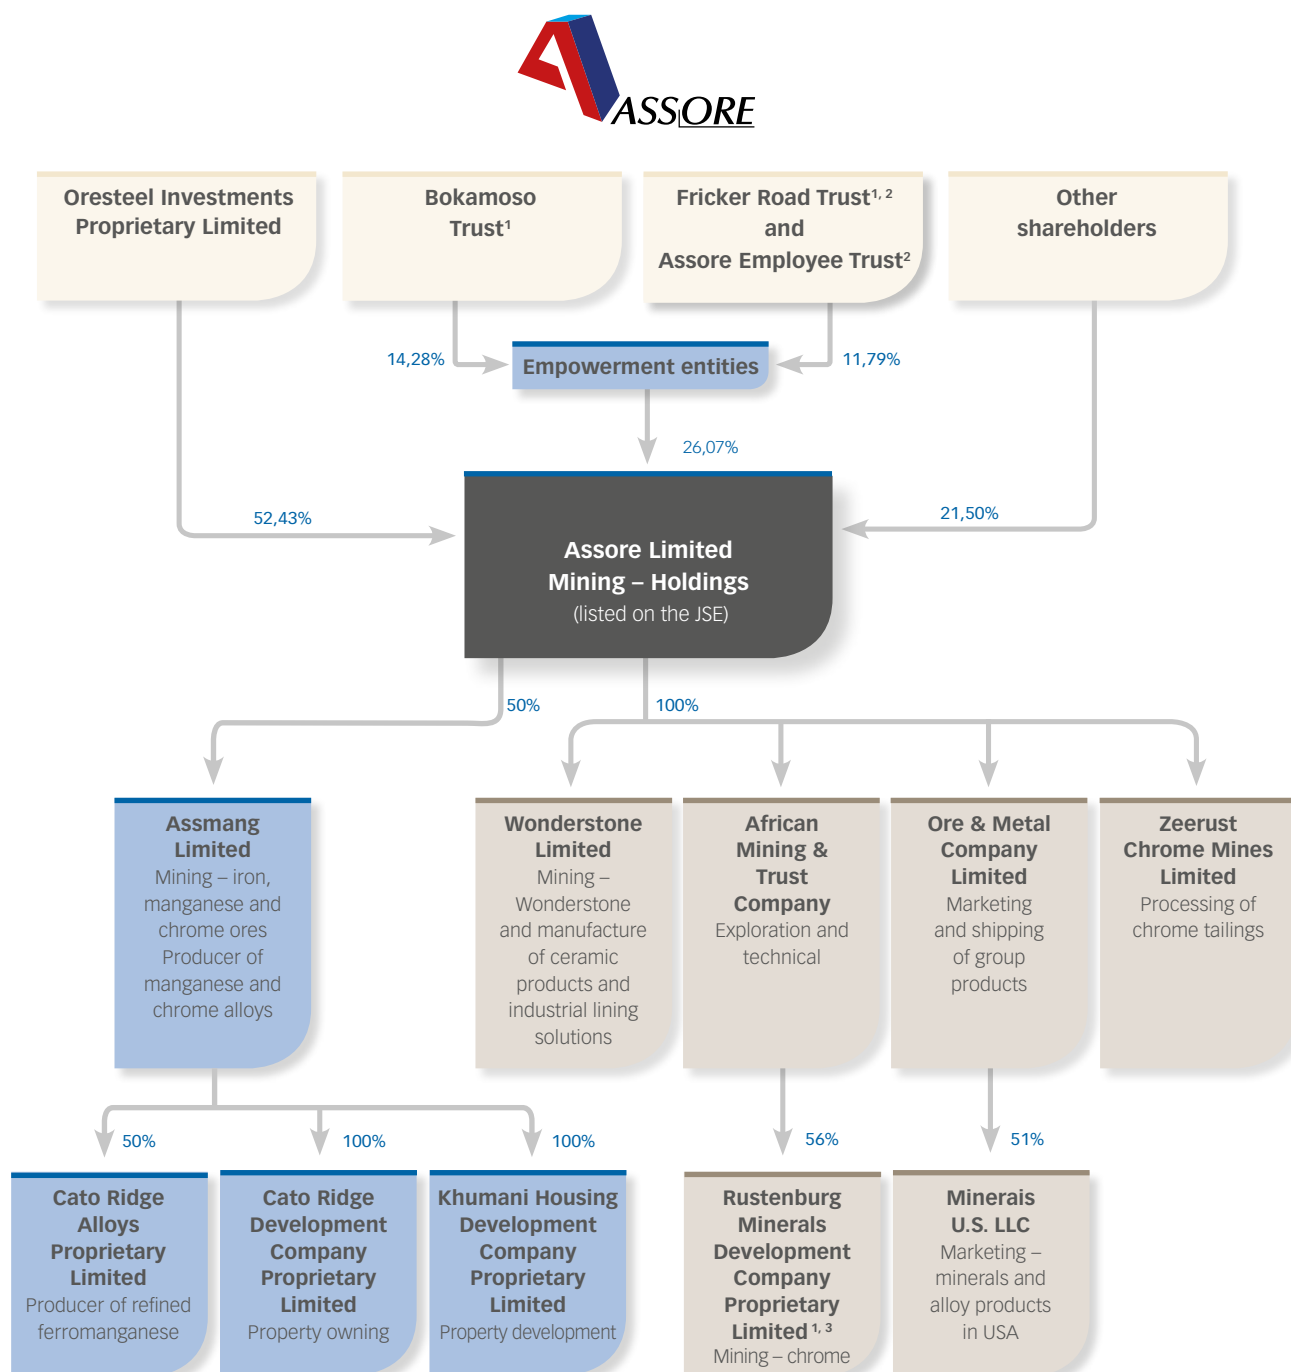 ASSORE
Oresteel Investments
Proprietary Limited
Bokamoso
Trust¹
Fricker Road Trust¹, ²
and
Assore Employee Trust²
Other
shareholders
14,28%
Empowerment entities
11,79%
26,07%
52,43%
21,50%
Assore Limited
Mining – Holdings
(listed on the JSE)
50%
100%
Assmang
Limited
Mining – iron,
manganese and
chrome ores
Producer of
manganese and
chrome alloys
Wonderstone
Limited
Mining –
Wonderstone
and manufacture
of ceramic
products and
industrial lining
solutions
African
Mining &
Trust
Company
Exploration and
technical
Ore & Metal
Company
Limited
Marketing
and shipping
of group
products
Zeerust
Chrome Mines
Limited
Processing of
chrome tailings
50%
100%
100%
56%
51%
Cato Ridge
Alloys
Proprietary
Limited
Producer of refined
ferromanganese
Cato Ridge
Development
Company
Proprietary
Limited
Property owning
Khumani Housing
Development
Company
Proprietary
Limited
Property development
Rustenburg
Minerals
Development
Company
Proprietary
Limited ¹, ³
Mining – chrome
Minerais
U.S. LLC
Marketing –
minerals and
alloy products
in USA